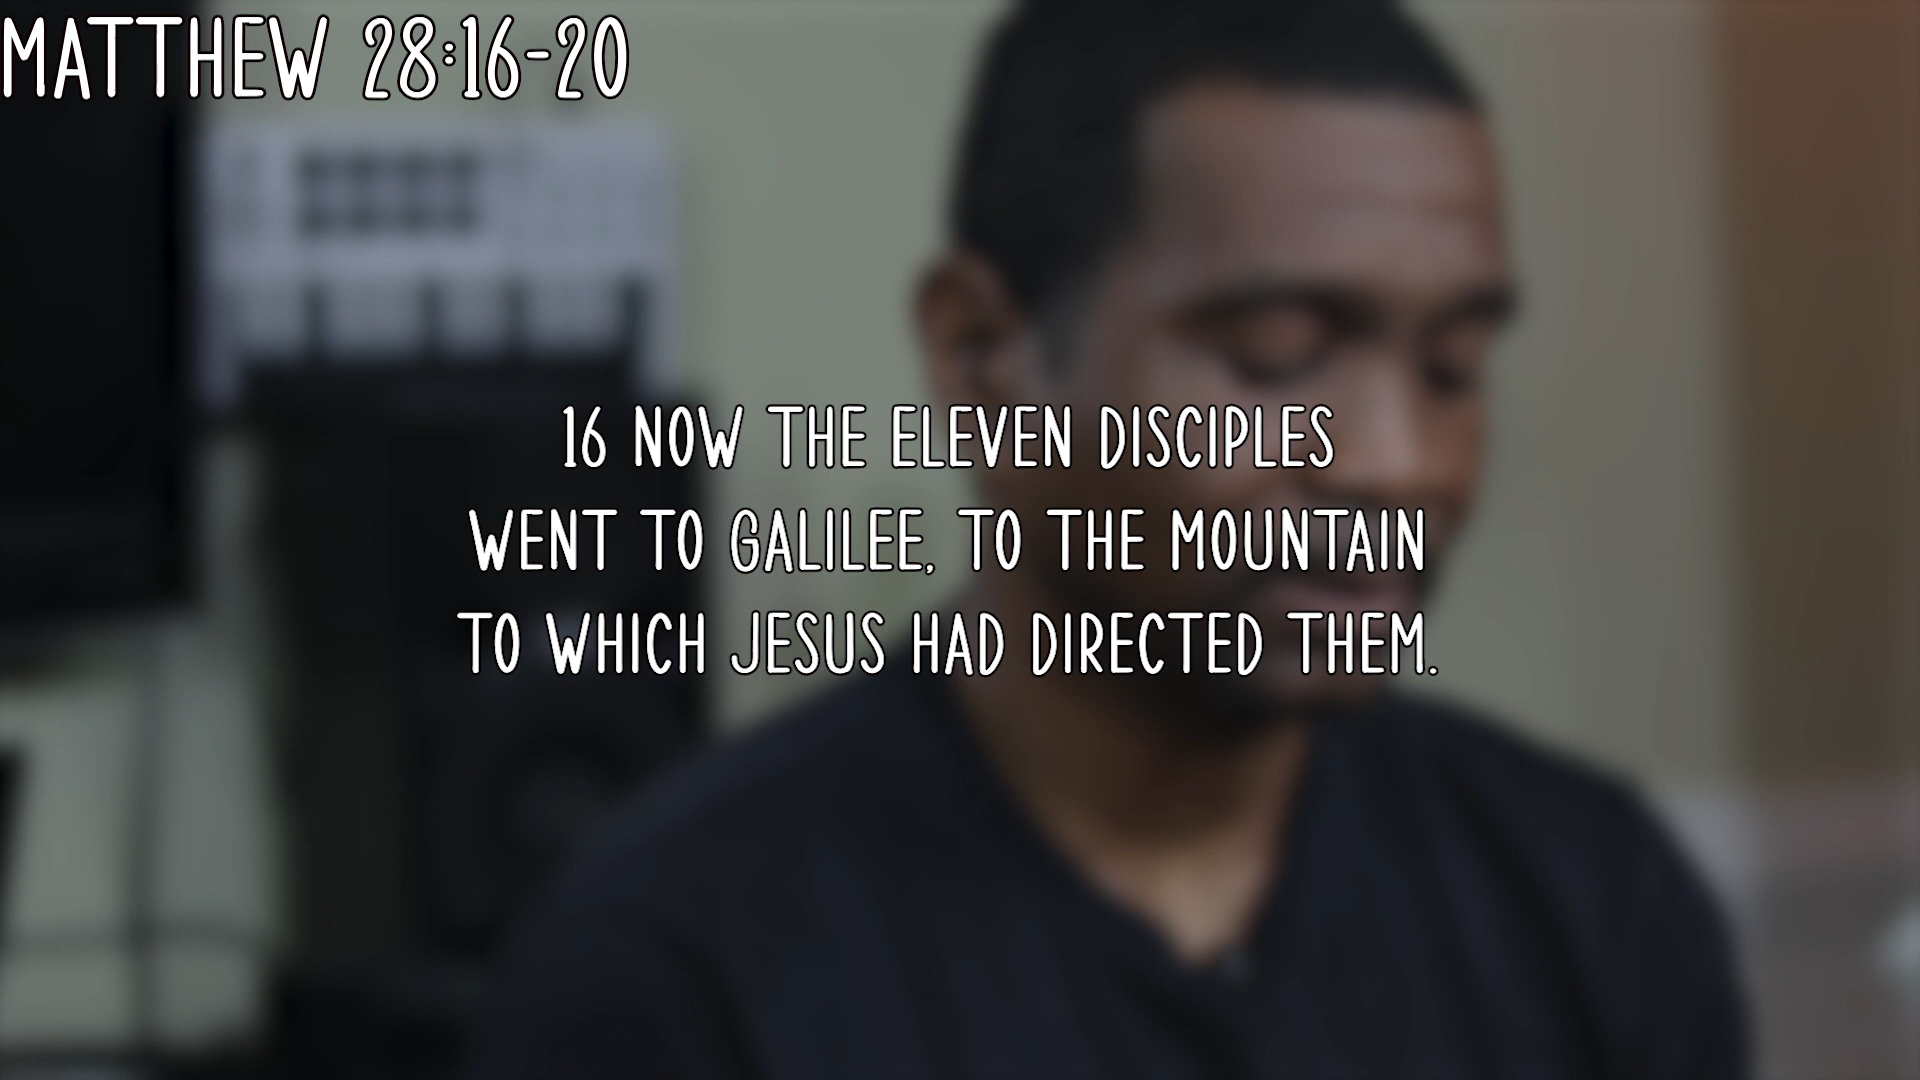 MATTHEW 28:16-20
16 NOW THE ELEVEN DISCIPLES
WENT TO GALILEE, TO THE MOUNTAIN
TO WHICH JESUS HAD DIRECTED THEM.